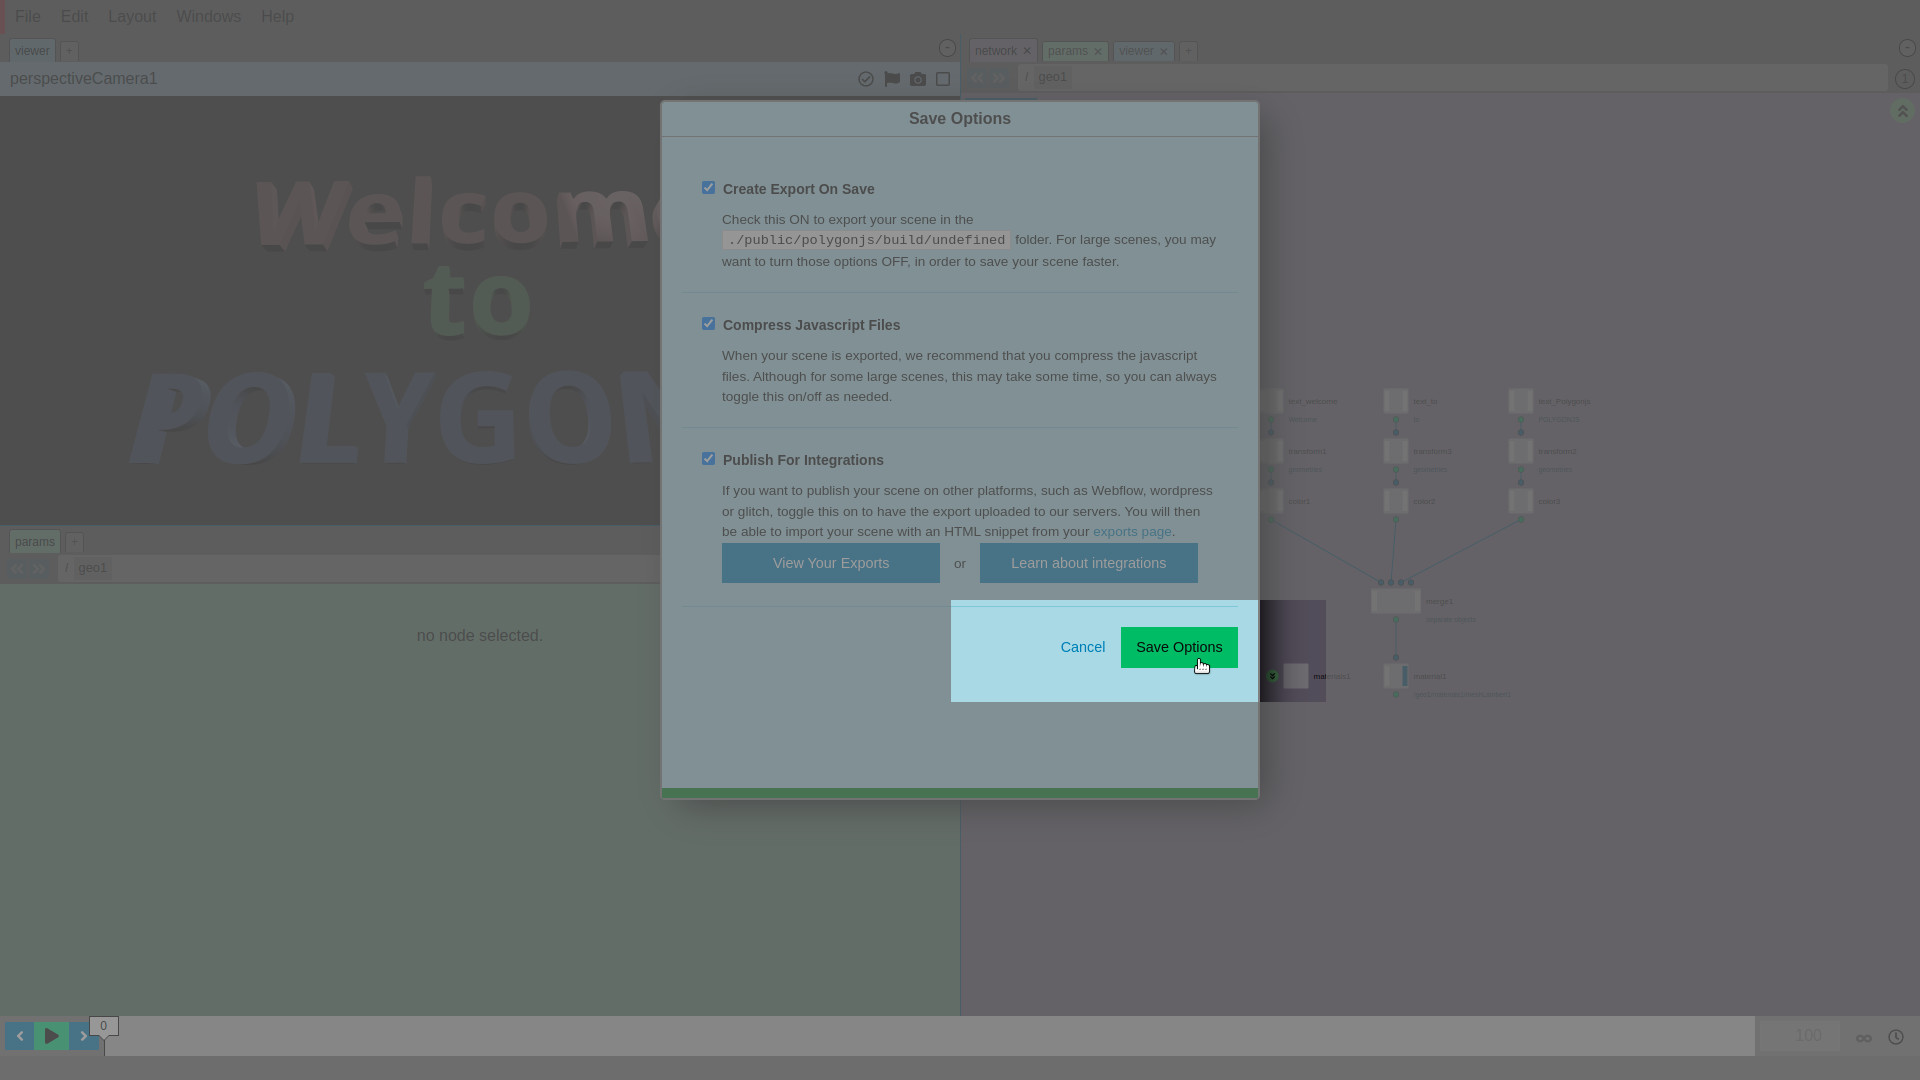 File Edit Layout Windows Help
viewer +
perspectiveCamera1
network params viewer +
/ geo1
1
Welcome
to
POLYGON
Save Options
Create Export On Save
Check this ON to export your scene in the
./public/polygonjs/build/undefined folder. For large scenes, you may
want to turn those options OFF, in order to save your scene faster.
Compress Javascript Files
When your scene is exported, we recommend that you compress the javascript
files. Although for some large scenes, this may take some time, so you can always
toggle this on/off as needed.
Publish For Integrations
If you want to publish your scene on other platforms, such as Webflow, wordpress
or glitch, toggle this on to have the export uploaded to our servers. You will then
be able to import your scene with an HTML snippet from your exports page.
View Your Exports or Learn about integrations
Cancel Save Options
params +
/ geo1
no node selected.
text_welcome text_to text_Polygons
transform1
color1
merge1
material1
0
100